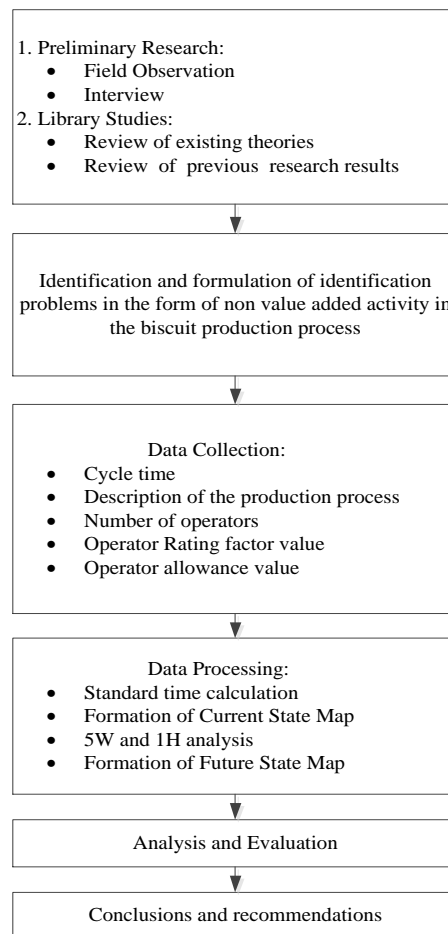 1. Preliminary Research:
• Field Observation
• Interview
2. Library Studies:
• Review of existing theories
• Review of previous research results
Identification and formulation of identification
problems in the form of non value added activity in
the biscuit production process
Data Collection:
• Cycle time
• Description of the production process
• Number of operators
• Operator Rating factor value
• Operator allowance value
Data Processing:
• Standard time calculation
• Formation of Current State Map
• 5W and 1H analysis
• Formation of Future State Map
Analysis and Evaluation
Conclusions and recommendations